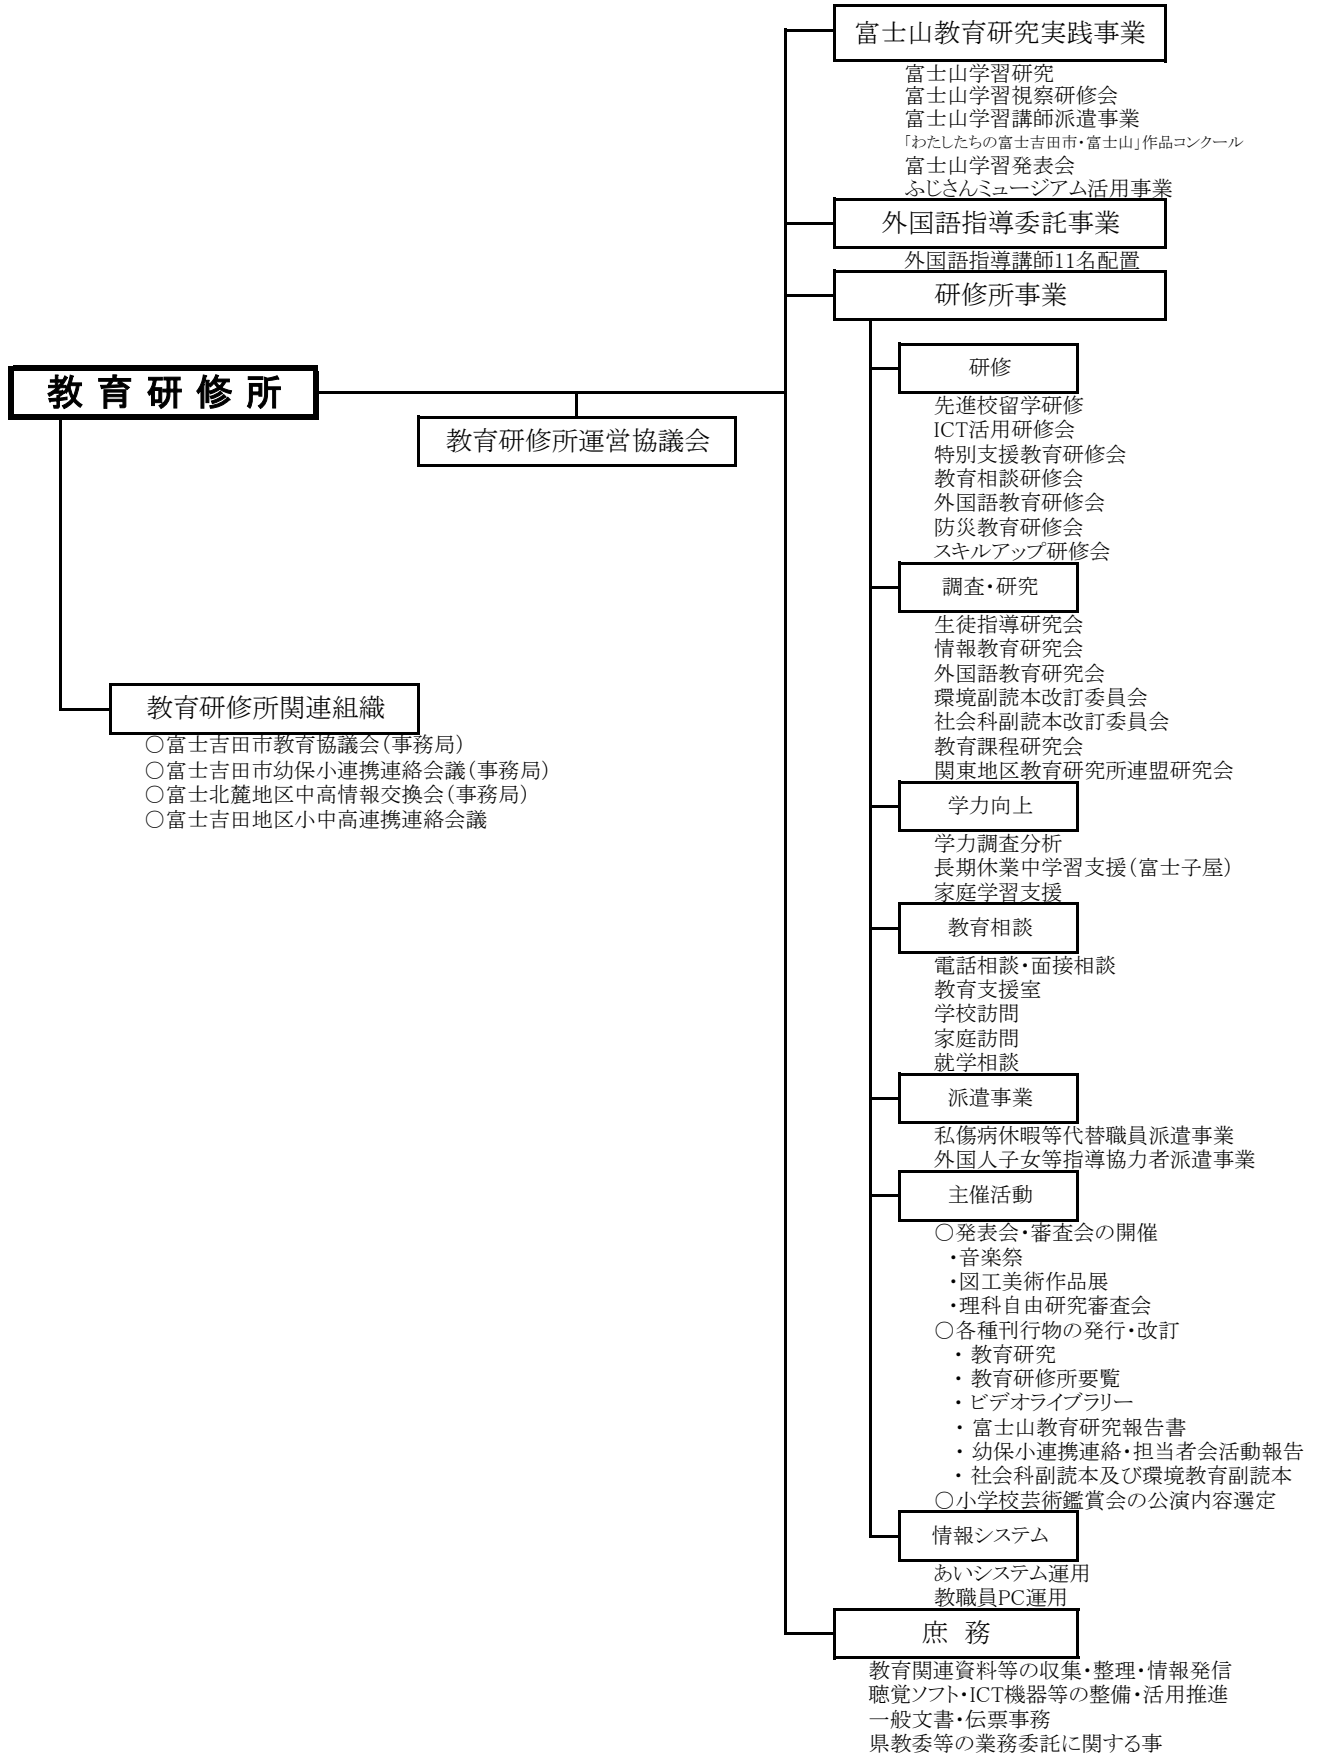 富士山教育研究実践事業
富士山学習研究
富士山学習視察研修会
富士山学習講師派遣事業
「わたしたちの富士吉田市・富士山」作品コンクール
富士山学習発表会
ふじさんミュージアム活用事業
外国語指導委託事業
外国語指導講師11名配置
研修所事業
教育研修所
教育研修所運営協議会
教育研修所関連組織
○富士吉田市教育協議会(事務局)
○富士吉田市幼保小連携連絡会議(事務局)
○富士北麓地区中高情報交換会(事務局)
○富士吉田地区小中高連携連絡会議
研修
先進校留学研修
ICT活用研修会
特別支援教育研修会
教育相談研修会
外国語教育研修会
防災教育研修会
スキルアップ研修会
調査・研究
生徒指導研究会
情報教育研究会
外国語教育研究会
環境副読本改訂委員会
社会科副読本改訂委員会
教育課程研究会
関東地区教育研究所連盟研究会
学力向上
学力調査分析
長期休業中学習支援(富士子屋)
家庭学習支援
教育相談
電話相談・面接相談
教育支援室
学校訪問
家庭訪問
就学相談
派遣事業
私傷病休暇等代替職員派遣事業
外国人子女等指導協力者派遣事業
主催活動
○発表会・審査会の開催
・音楽祭
・図工美術作品展
・理科自由研究審査会
○各種刊行物の発行・改訂
・ 教育研究
・ 教育研修所要覧
・ ビデオライブラリー
・ 富士山教育研究報告書
・ 幼保小連携連絡・担当者会活動報告
・ 社会科副読本及び環境教育副読本
○小学校芸術鑑賞会の公演内容選定
情報システム
あいシステム運用
教職員PC運用
庶 務
教育関連資料等の収集・整理・情報発信
聴覚ソフト・ICT機器等の整備・活用推進
一般文書・伝票事務
県教委等の業務委託に関する事